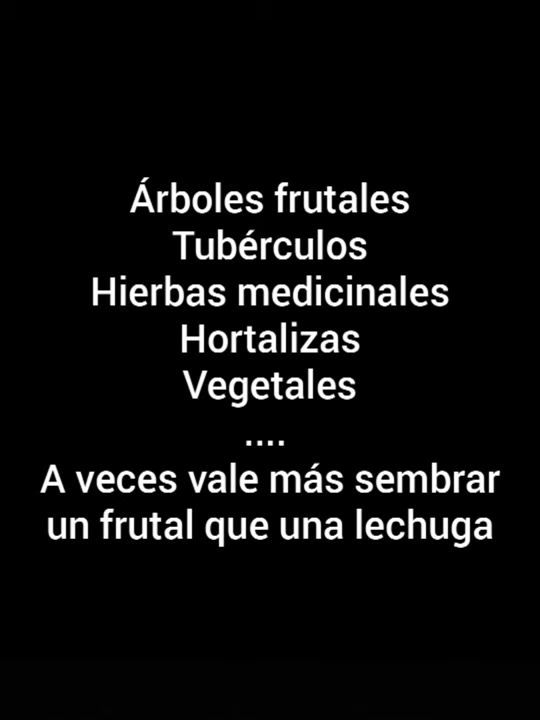 Árboles frutales
Tubérculos
Hierbas medicinales
Hortalizas
Vegetales
....
A veces vale más sembrar
un frutal que una lechuga